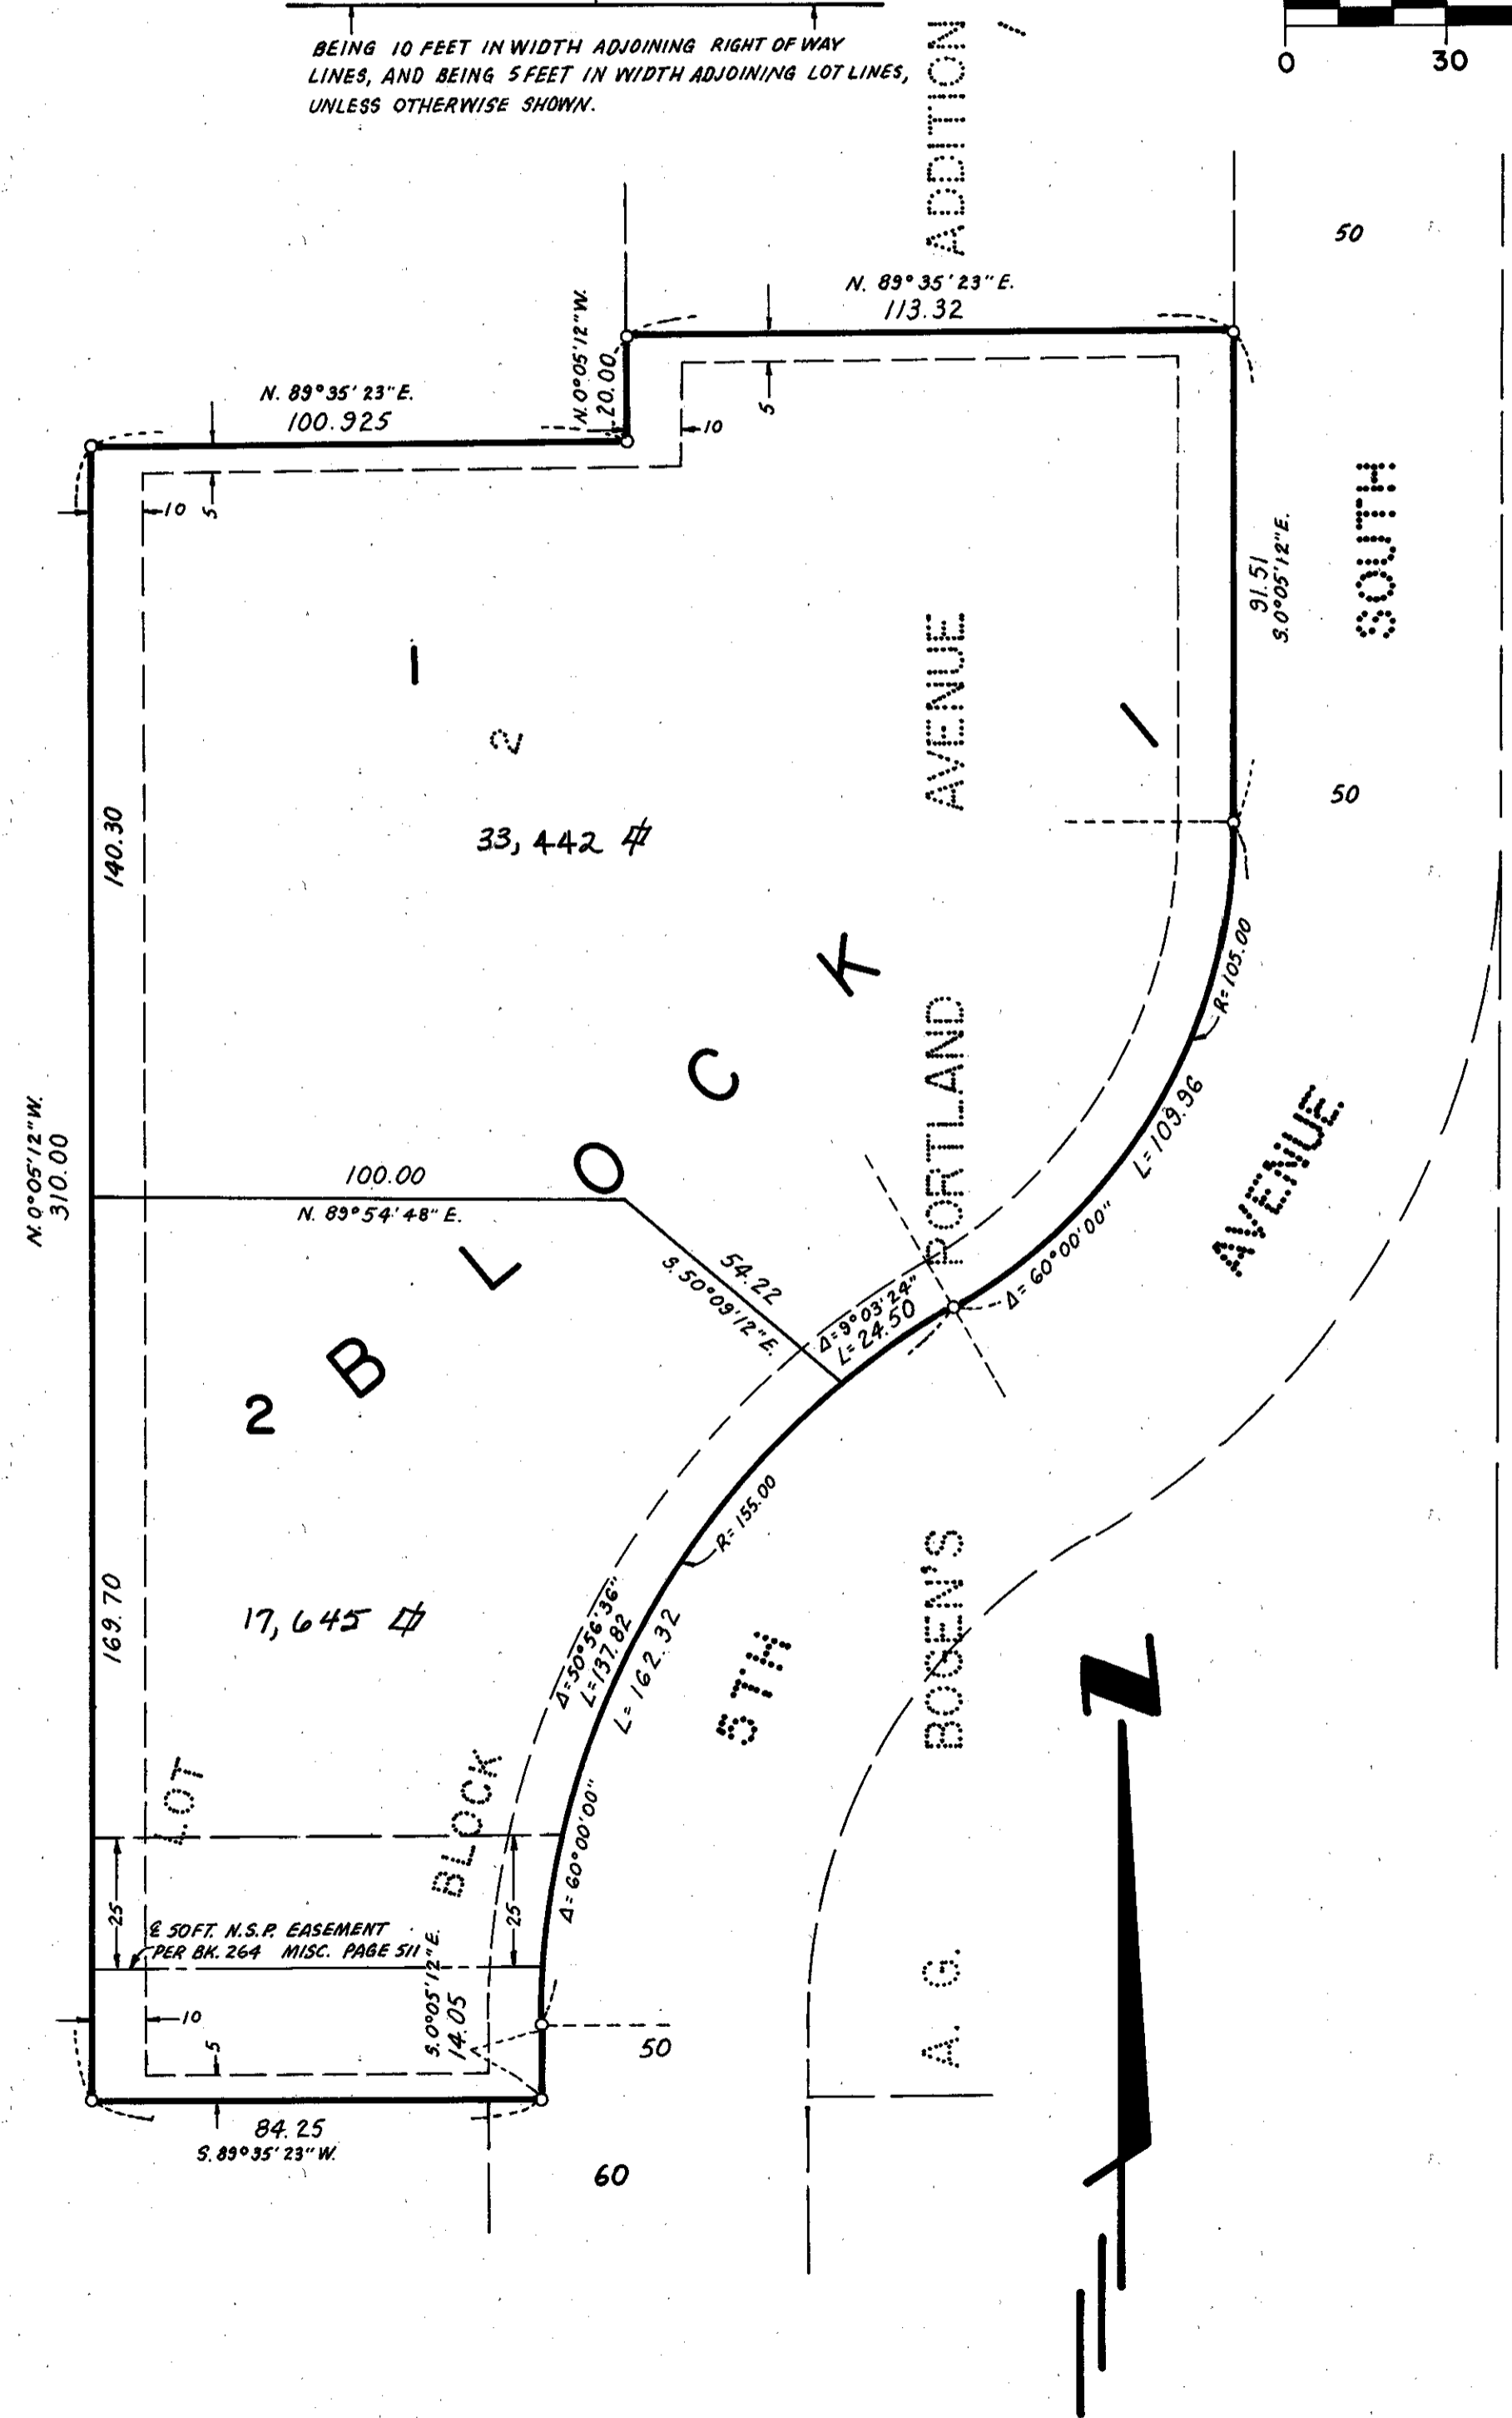 BEING 10 FEET IN WIDTH ADJOINING RIGHT OF WAY
LINES, AND BEING 5 FEET IN WIDTH ADJOINING LOT LINES,
UNLESS OTHERWISE SHOWN.
0 30
ADDITION
50
N. 89°35'23"E.
113.32
N.0°05'12"W.
20.00
N. 89°35'23"E.
100.925
5
10
10
5
91.51
S.0°05'12"E.
SOUTH
1
2
AVENUE
1
50
140.30
33,442
K
R=105.00
C
PORTLAND
L=109.96
N.0°05'12"W.
310.00
100.00
N. 89°54'48"E.
O
AVENUE
L
54.22
S.50°09'12"E.
Δ=9°03'24"
L=24.50
Δ=60°00'00"
B
2
R=155.00
BOGEN'S
169.70
17,645
Δ=50°56'36"
L=137.82
L=162.32
5TH
Z
LOT
BLOCK
Δ=60°00'00"
25
25
℄ 50FT. N.S.P. EASEMENT
PER BK. 264 MISC. PAGE 511
S.0°05'12"E.
14.05
A. G.
10
5
50
84.25
S.89°35'23"W.
60